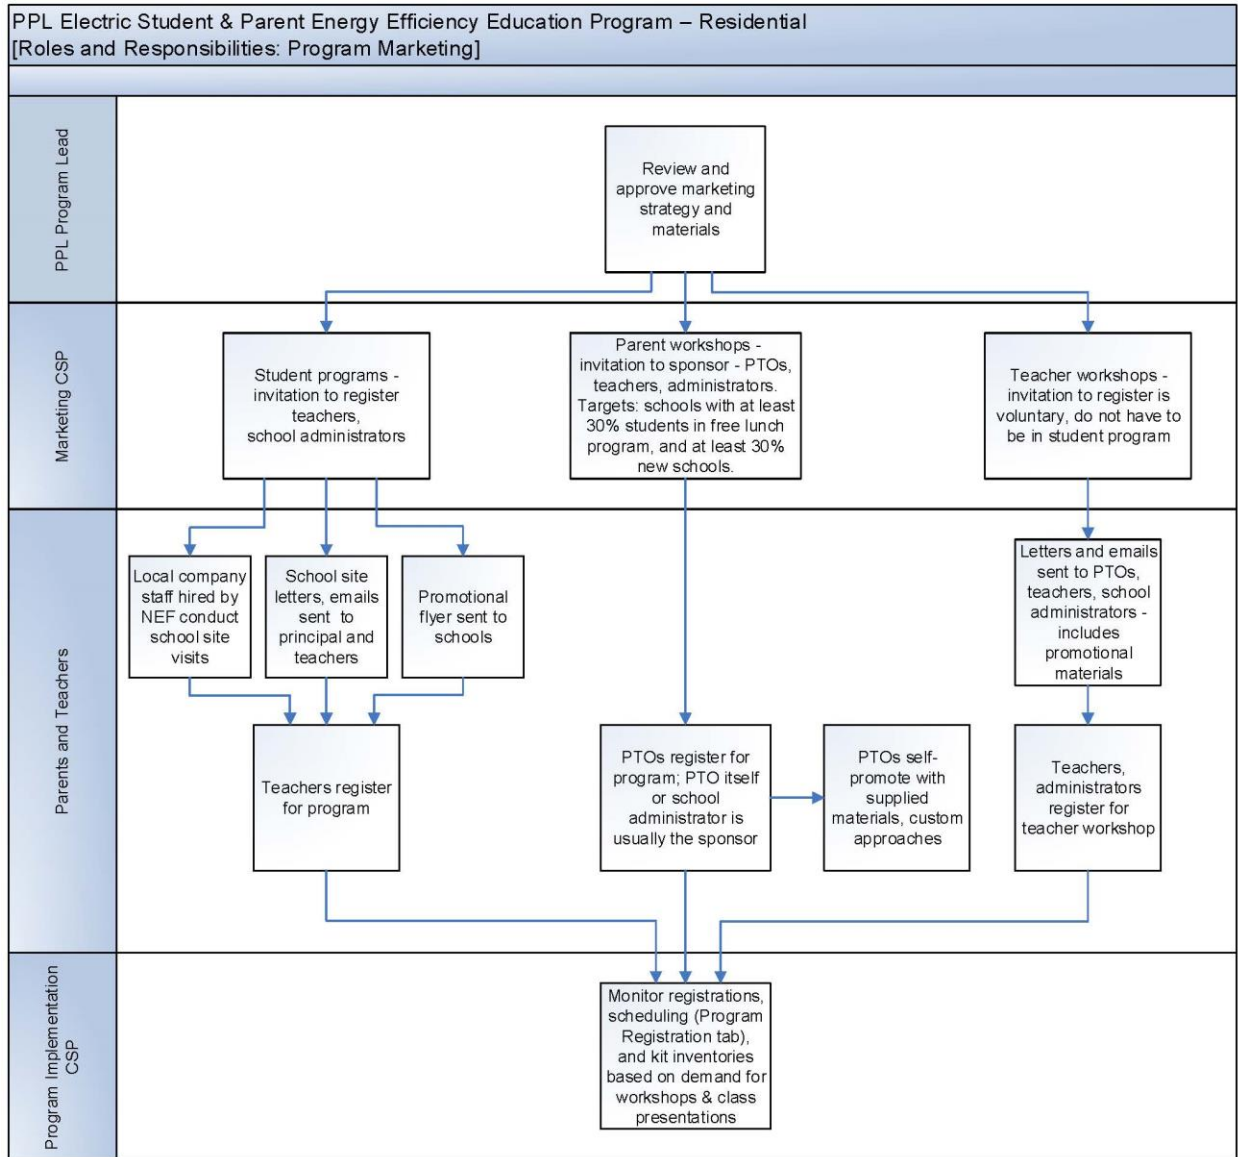 PPL Electric Student & Parent Energy Efficiency Education Program – Residential
[Roles and Responsibilities: Program Marketing]
PPL Program Lead
Review and
approve marketing
strategy and
materials
Marketing CSP
Student programs -
invitation to register
teachers,
school administrators
Parent workshops -
invitation to sponsor - PTOs,
teachers, administrators.
Targets: schools with at least
30% students in free lunch
program, and at least 30%
new schools.
Teacher workshops -
invitation to register is
voluntary, do not have to
be in student program
Parents and Teachers
Local company
staff hired by
NEF conduct
school site
visits
School site
letters, emails
sent to
principal and
teachers
Promotional
flyer sent to
schools
Letters and emails
sent to PTOs,
teachers, school
administrators -
includes
promotional
materials
Teachers register
for program
PTOs register for
program; PTO itself
or school
administrator is
usually the sponsor
PTOs self-
promote with
supplied
materials, custom
approaches
Teachers,
administrators
register for
teacher workshop
Program Implementation
CSP
Monitor registrations,
scheduling (Program
Registration tab),
and kit inventories
based on demand for
workshops & class
presentations